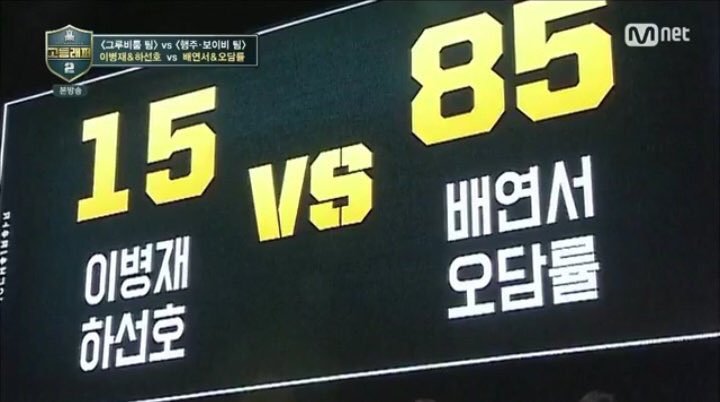 고등래퍼
2
본방송
<그루비룸 팀> vs <행주·보이비 팀>
이병재&하선호 vs 배연서&오담률
Mnet
15 VS 85
이병재 배연서
하선호 오담률